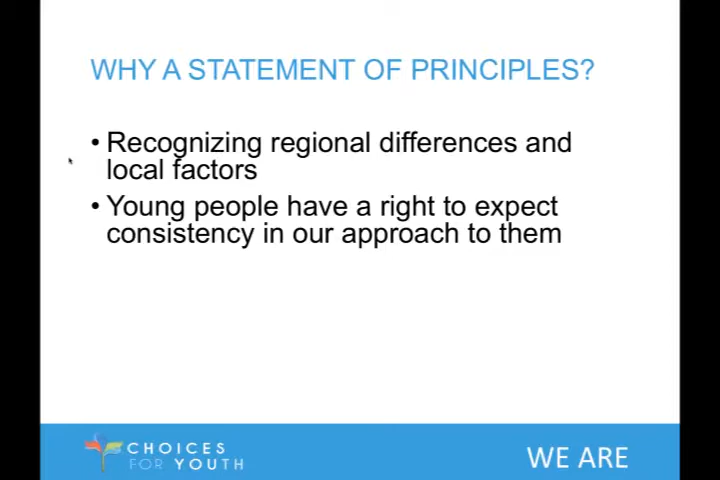 WHY A STATEMENT OF PRINCIPLES?
• Recognizing regional differences and
local factors
• Young people have a right to expect
consistency in our approach to them
CHOICES
FOR YOUTH
WE ARE